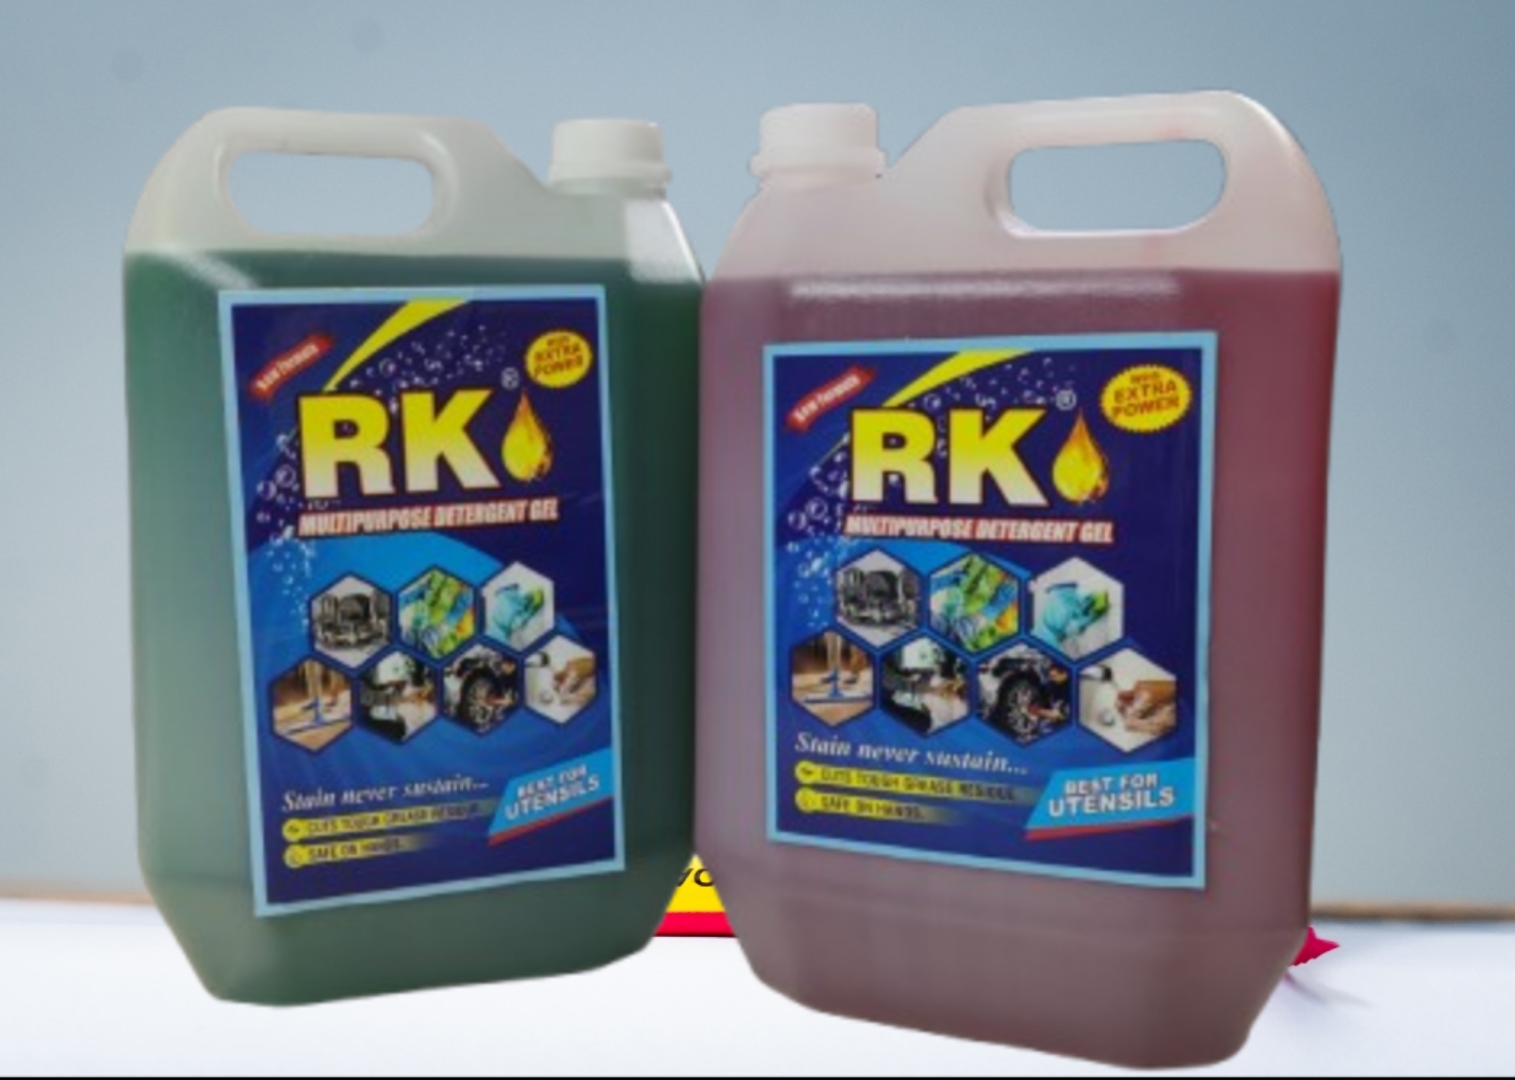 New Formula
With
EXTRA
POWER
RK®
MULTIPURPOSE DETERGENT GEL
Stain never sustain...
CUTS TOUGH GREASE RESIDUE
SAFE ON HANDS
BEST FOR
UTENSILS
New Formula
With
EXTRA
POWER
RK®
MULTIPURPOSE DETERGENT GEL
Stain never sustain...
CUTS TOUGH GREASE RESIDUE
SAFE ON HANDS.
BEST FOR
UTENSILS